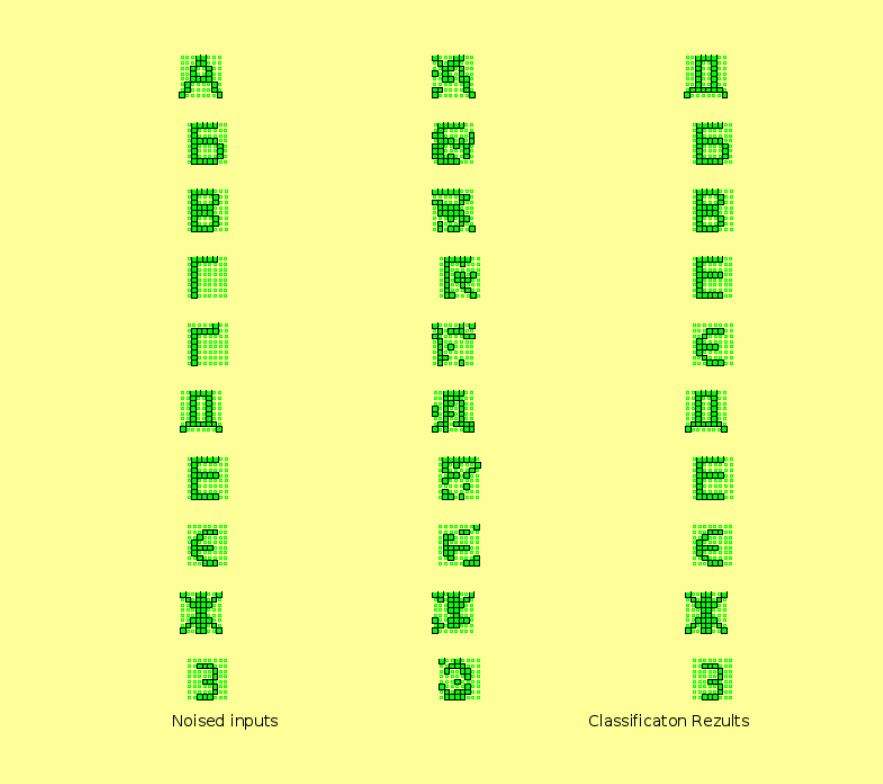 А Д
Б Б
В В
Г Е
Ґ Є
Д Д
Е Е
Є Є
Ж Ж
З З
Noised inputs Classificaton Rezults